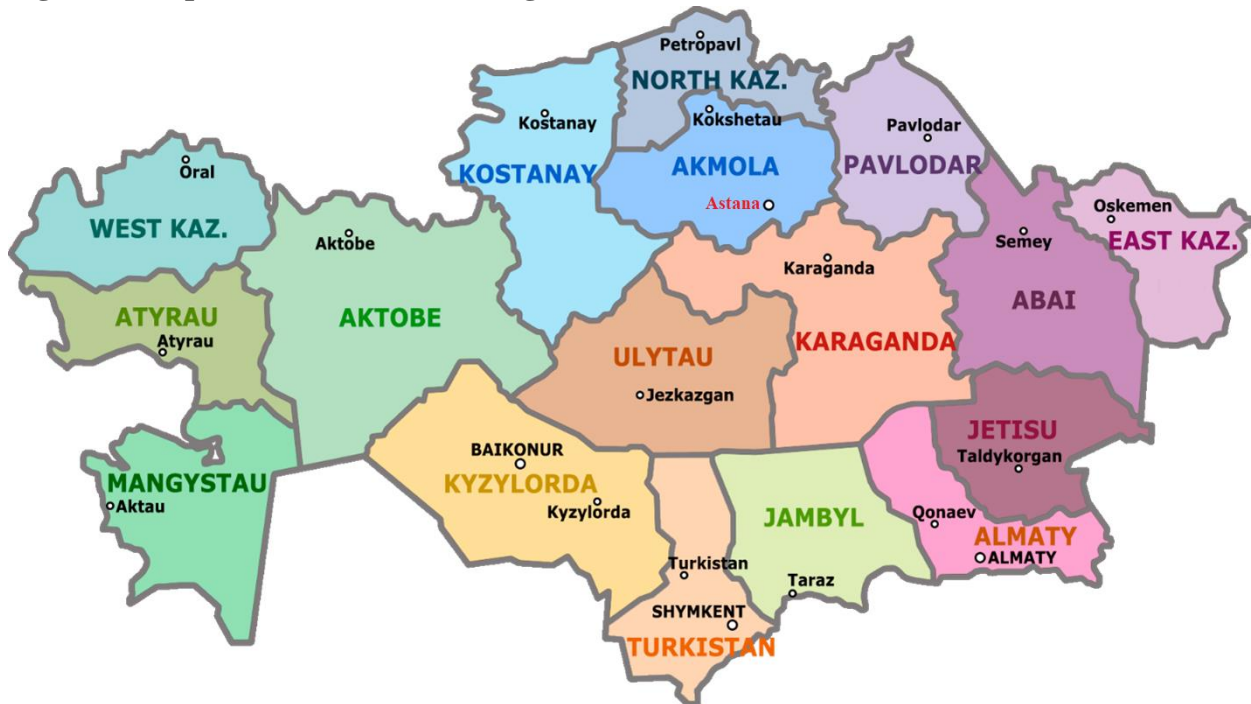 Petropavl
NORTH KAZ.
Kokshetau
Kostanay
KOSTANAY
AKMOLA
Astana
Pavlodar
PAVLODAR
Oral
WEST KAZ.
Aktobe
AKTOBE
ATYRAU
Atyrau
Karaganda
KARAGANDA
Semey
ABAI
Oskemen
EAST KAZ.
ULYTAU
Jezkazgan
MANGYSTAU
Aktau
BAIKONUR
KYZYLORDA
Kyzylorda
JETISU
Taldykorgan
JAMBYL
Taraz
Qonaev
ALMATY
ALMATY
Turkistan
SHYMKENT
TURKISTAN